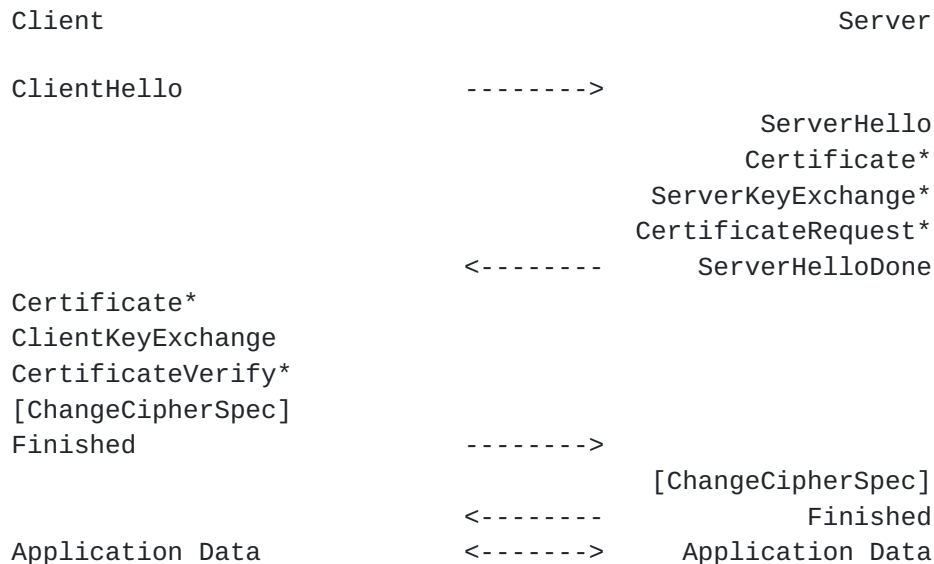 Client                                               Server

ClientHello                  -------->
                                                ServerHello
                                               Certificate*
                                         ServerKeyExchange*
                                        CertificateRequest*
                             <--------      ServerHelloDone
Certificate*
ClientKeyExchange
CertificateVerify*
[ChangeCipherSpec]
Finished                     -------->
                                         [ChangeCipherSpec]
                             <--------             Finished
Application Data             <------->     Application Data